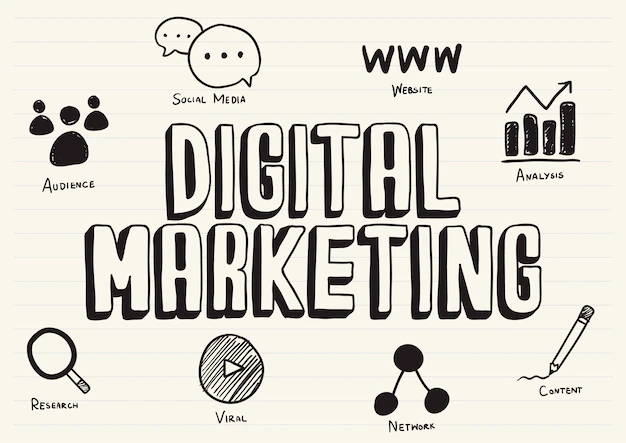 Social Media
WWW
Website
Audience
Analysis
DIGITAL
MARKETING
Research
Viral
Network
Content